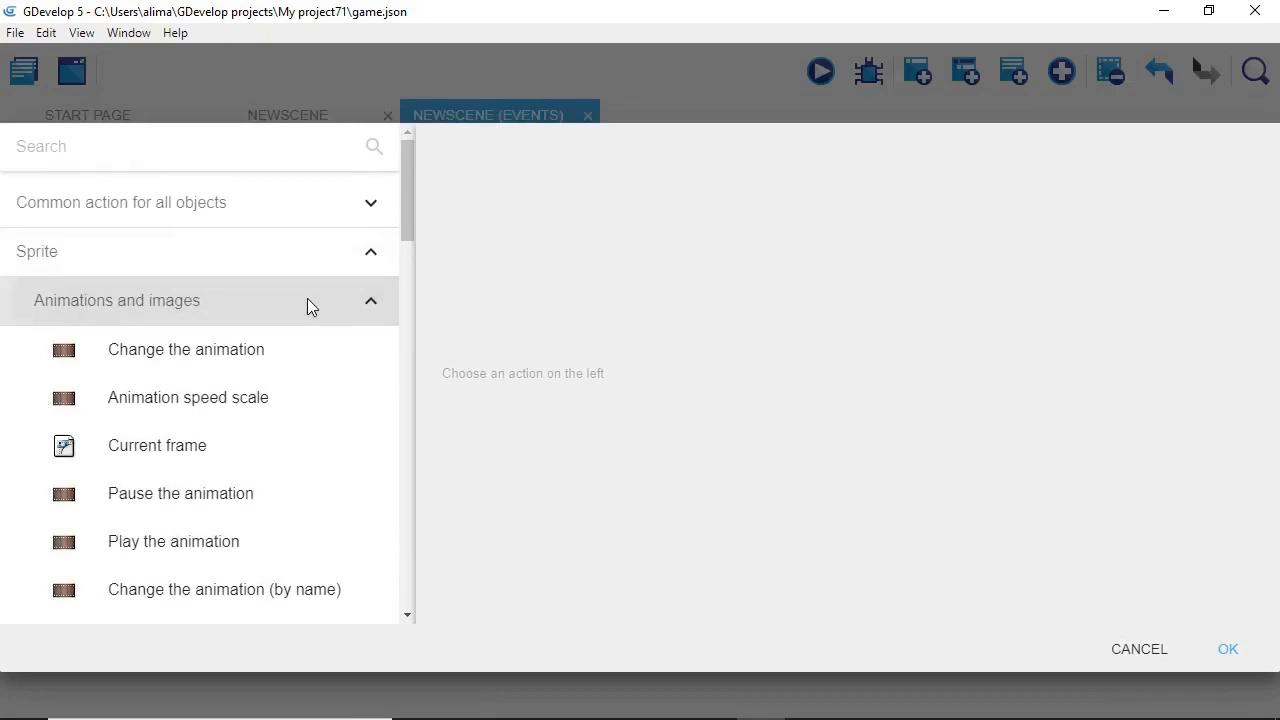 GDevelop 5 - C:\Users\alima\GDevelop projects\My project71\game.json
File Edit View Window Help
START PAGE NEWSCENE NEWSCENE (EVENTS)
Search
Common action for all objects
Sprite
Animations and images
Change the animation
Animation speed scale
Current frame
Choose an action on the left
Pause the animation
Play the animation
Change the animation (by name)
CANCEL OK